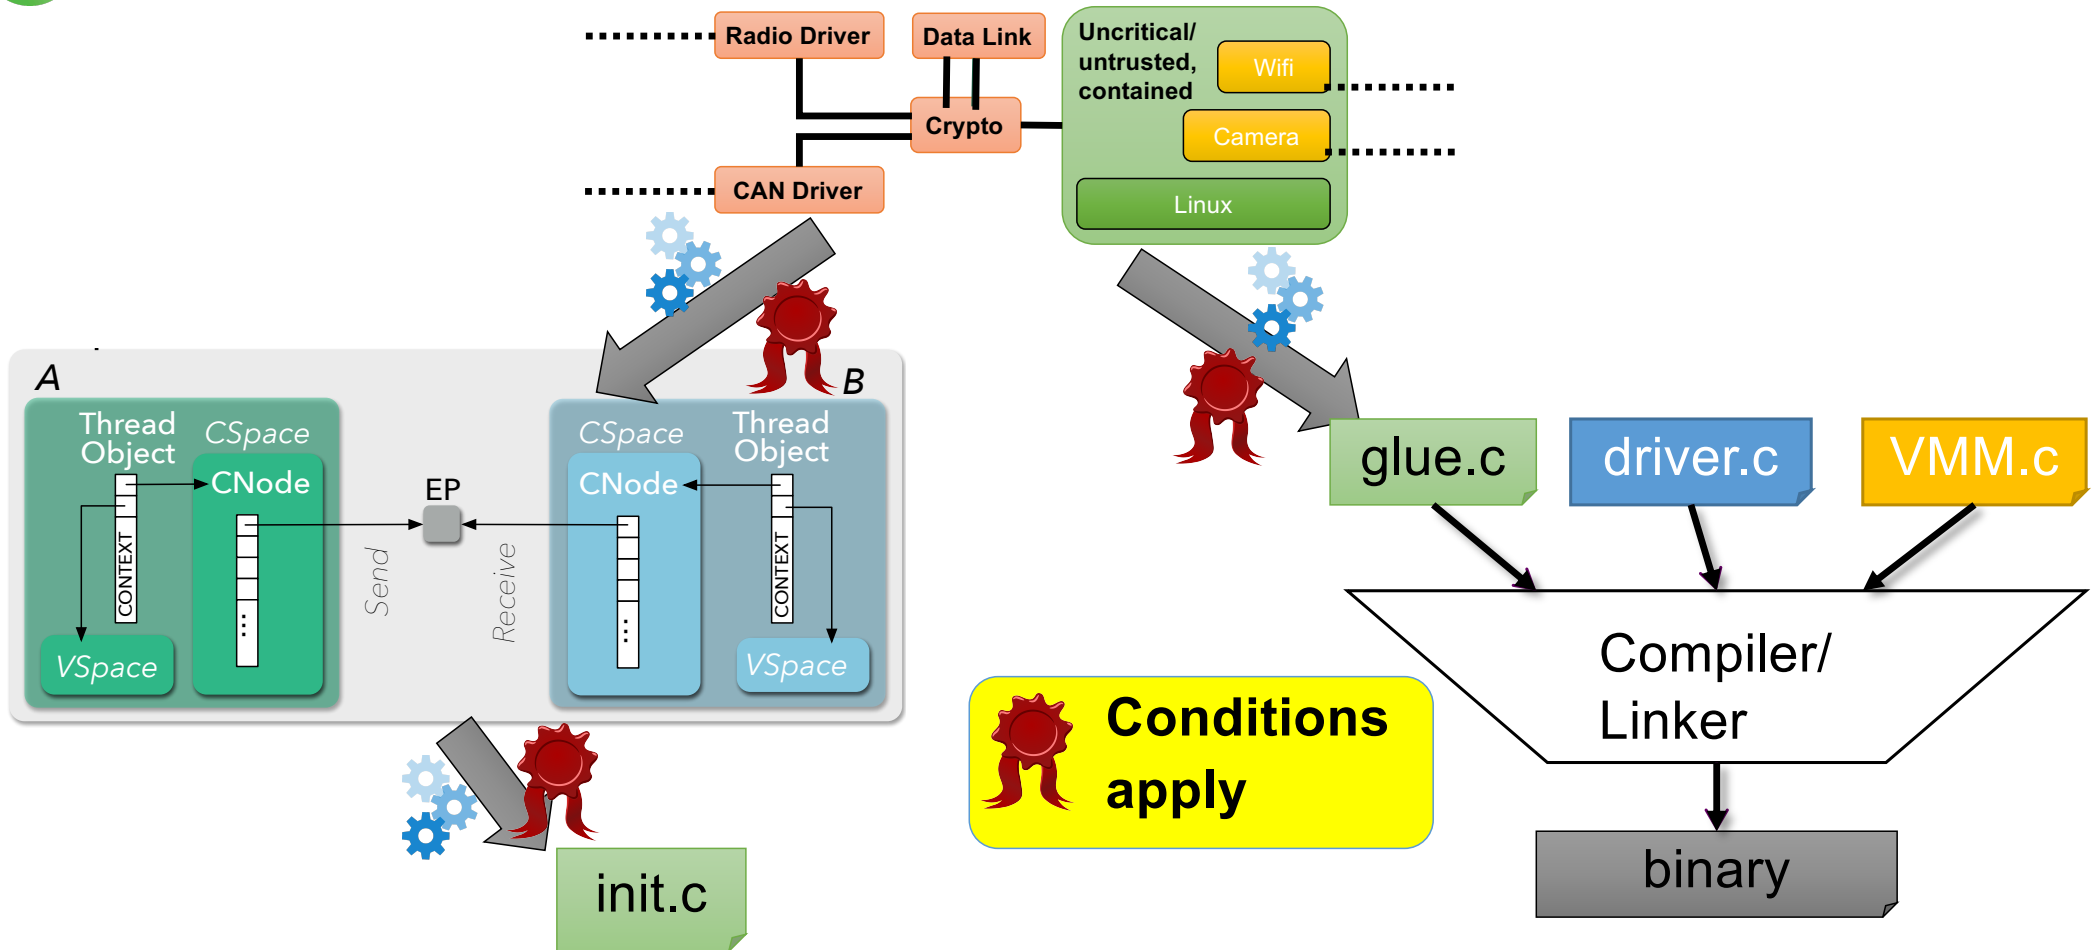 Radio Driver
Data Link
Uncritical/
untrusted,
contained
Wifi
Crypto
Camera
CAN Driver
Linux
A
B
Thread
Object
CSpace
CNode
CONTEXT
...
VSpace
EP
Send
Receive
CSpace
Thread
Object
CNode
CONTEXT
...
VSpace
glue.c
driver.c
VMM.c
Compiler/
Linker
Conditions
apply
binary
init.c